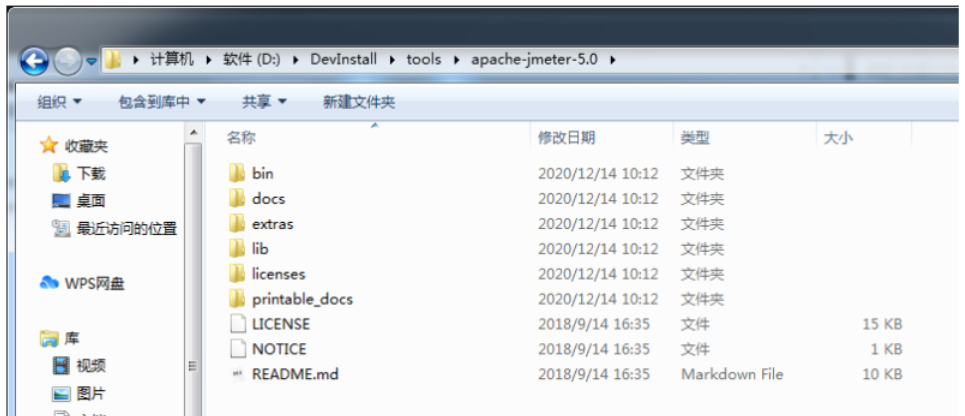 计算机 ▸ 软件 (D:) ▸ DevInstall ▸ tools ▸ apache-jmeter-5.0 ▸
组织 包含到库中 共享 新建文件夹
收藏夹
下载
桌面
最近访问的位置
WPS网盘
库
视频
图片
名称 修改日期 类型 大小
bin 2020/12/14 10:12 文件夹
docs 2020/12/14 10:12 文件夹
extras 2020/12/14 10:12 文件夹
lib 2020/12/14 10:12 文件夹
licenses 2020/12/14 10:12 文件夹
printable_docs 2020/12/14 10:12 文件夹
LICENSE 2018/9/14 16:35 文件 15 KB
NOTICE 2018/9/14 16:35 文件 1 KB
README.md 2018/9/14 16:35 Markdown File 10 KB